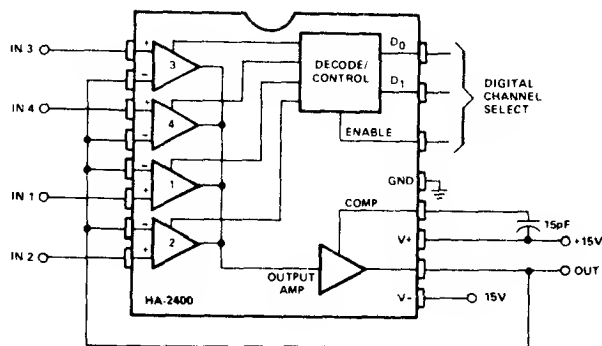 IN 3
+
−
3
IN 4
+
−
4
−
IN 1
+
1
−
IN 2
+
2
DECODE/
CONTROL
D0
D1
ENABLE
DIGITAL
CHANNEL
SELECT
GND
COMP
15pF
V+
+15V
OUTPUT
AMP
OUT
V-
15V
HA-2400